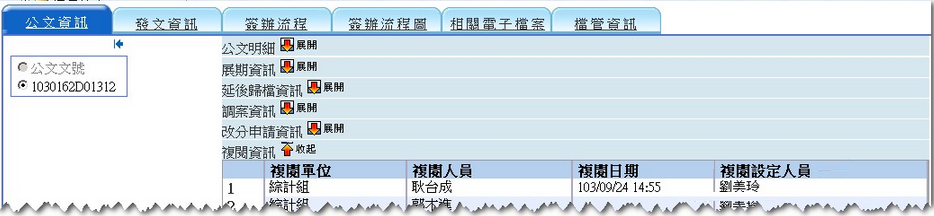 公文資訊 發文資訊 簽辦流程 簽辦流程圖 相關電子檔案 檔管資訊
公文文號
1030162D01312
公文明細 展開
展期資訊 展開
延後歸檔資訊 展開
調案資訊 展開
改分申請資訊 展開
複閱資訊 收起
複閱單位 複閱人員 複閱日期 複閱設定人員
1 綜計組 耿台成 103/09/24 14:55 劉美玲